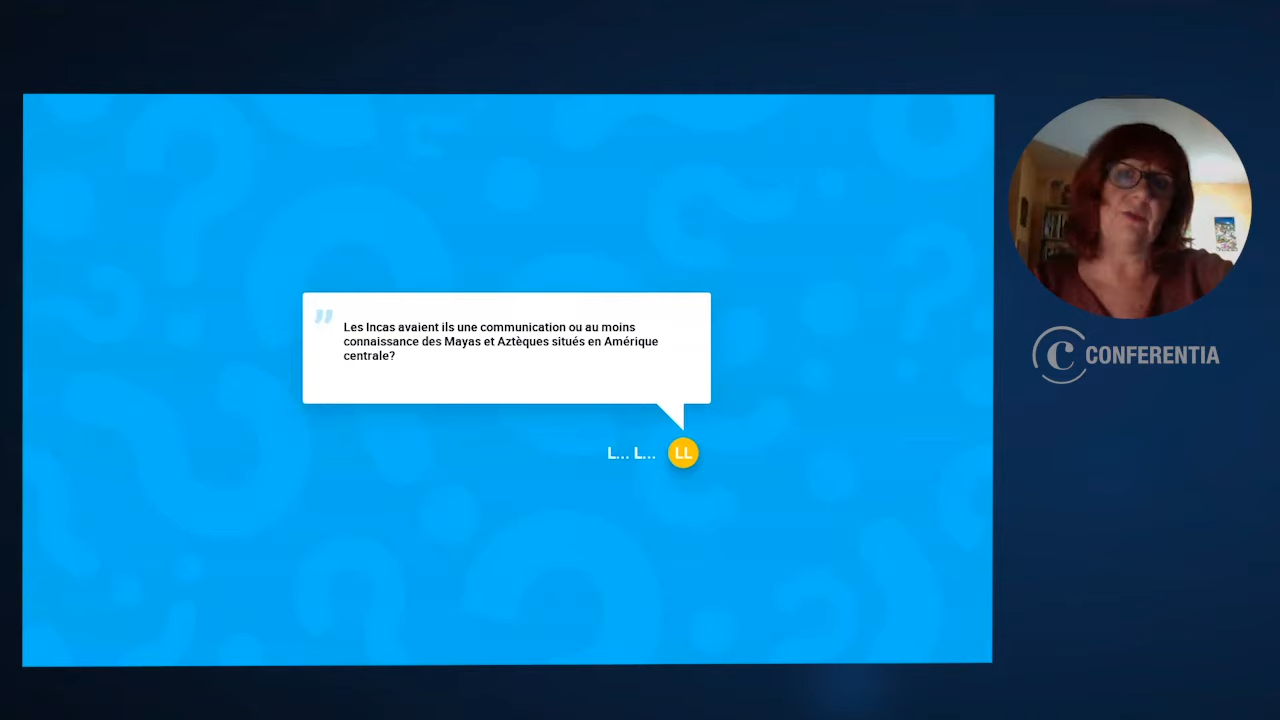 Les Incas avaient ils une communication ou au moins
connaissance des Mayas et Aztèques situés en Amérique
centrale?
L... L...
LL
C CONFERENTIA